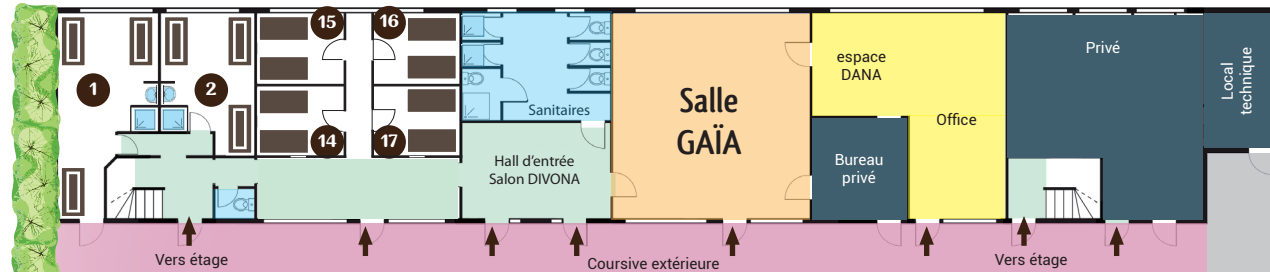 15
16
1
2
14
17
Sanitaires
Hall d'entrée
Salon DIVONA
Salle
GAÏA
espace
DANA
Office
Bureau
privé
Privé
Local
technique
Vers étage
Coursive extérieure
Vers étage